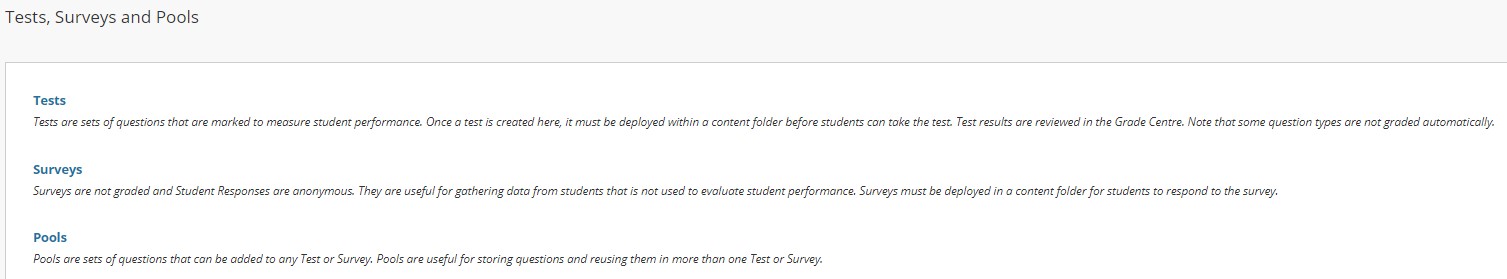 Tests, Surveys and Pools
Tests
Tests are sets of questions that are marked to measure student performance. Once a test is created here, it must be deployed within a content folder before students can take the test. Test results are reviewed in the Grade Centre. Note that some question types are not graded automatically.
Surveys
Surveys are not graded and Student Responses are anonymous. They are useful for gathering data from students that is not used to evaluate student performance. Surveys must be deployed in a content folder for students to respond to the survey.
Pools
Pools are sets of questions that can be added to any Test or Survey. Pools are useful for storing questions and reusing them in more than one Test or Survey.